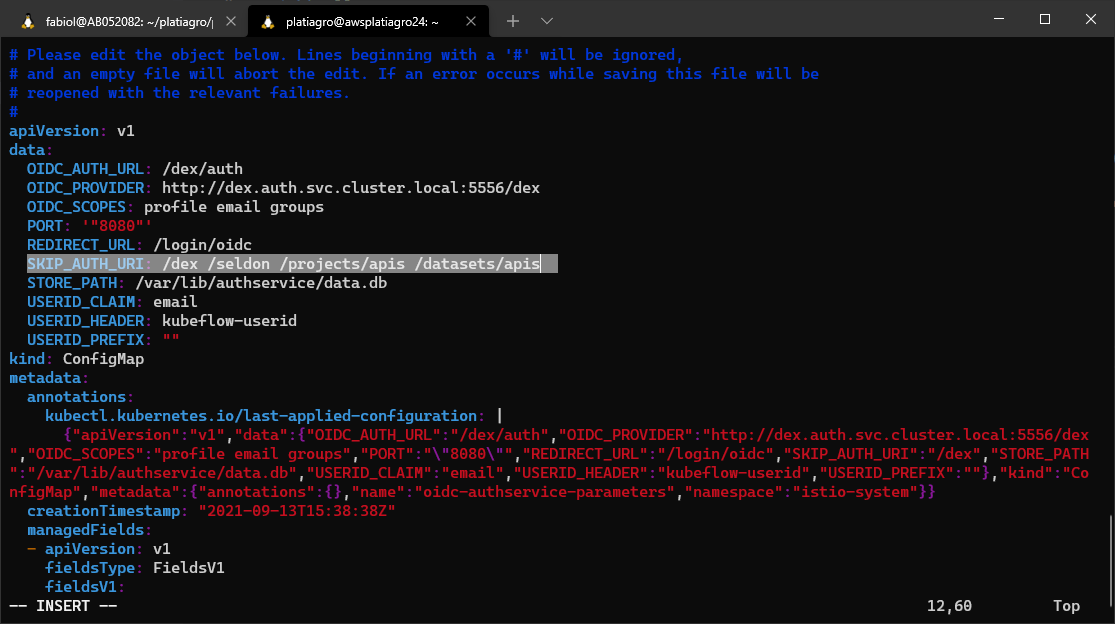 fabiol@AB052082: ~/platiagro/p
platiagro@awsplatiagro24: ~
# Please edit the object below. Lines beginning with a '#' will be ignored,
# and an empty file will abort the edit. If an error occurs while saving this file will be
# reopened with the relevant failures.
#
apiVersion: v1
data:
  OIDC_AUTH_URL: /dex/auth
  OIDC_PROVIDER: http://dex.auth.svc.cluster.local:5556/dex
  OIDC_SCOPES: profile email groups
  PORT: '"8080"'
  REDIRECT_URL: /login/oidc
  SKIP_AUTH_URI: /dex /seldon /projects/apis /datasets/apis
  STORE_PATH: /var/lib/authservice/data.db
  USERID_CLAIM: email
  USERID_HEADER: kubeflow-userid
  USERID_PREFIX: ""
kind: ConfigMap
metadata:
  annotations:
    kubectl.kubernetes.io/last-applied-configuration: |
      {"apiVersion":"v1","data":{"OIDC_AUTH_URL":"/dex/auth","OIDC_PROVIDER":"http://dex.auth.svc.cluster.local:5556/dex
","OIDC_SCOPES":"profile email groups","PORT":"\"8080\"","REDIRECT_URL":"/login/oidc","SKIP_AUTH_URI":"/dex","STORE_PATH
":"/var/lib/authservice/data.db","USERID_CLAIM":"email","USERID_HEADER":"kubeflow-userid","USERID_PREFIX":""},"kind":"Co
nfigMap","metadata":{"annotations":{},"name":"oidc-authservice-parameters","namespace":"istio-system"}}
  creationTimestamp: "2021-09-13T15:38:38Z"
  managedFields:
  - apiVersion: v1
    fieldsType: FieldsV1
    fieldsV1:
-- INSERT -- 12,60 Top